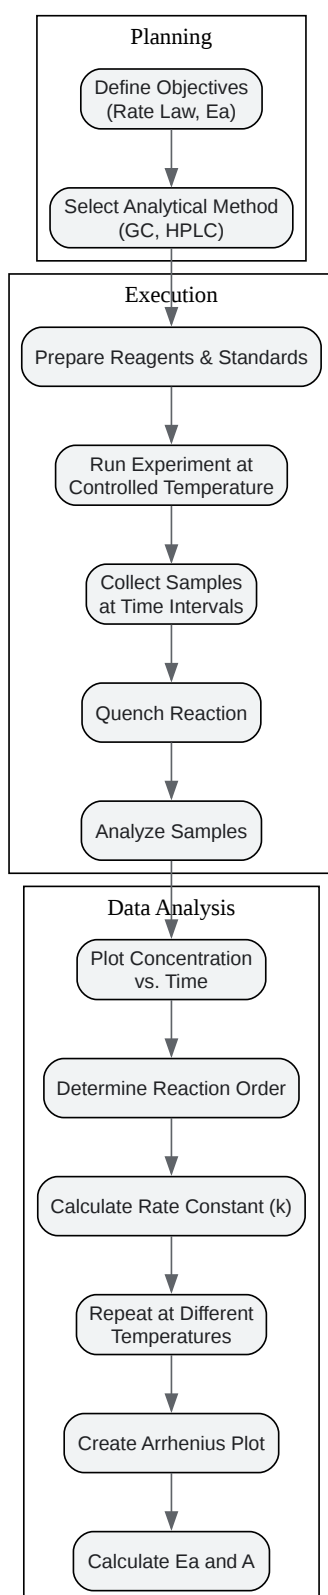 Planning
Define Objectives
(Rate Law, Ea)
Select Analytical Method
(GC, HPLC)
Execution
Prepare Reagents & Standards
Run Experiment at
Controlled Temperature
Collect Samples
at Time Intervals
Quench Reaction
Analyze Samples
Data Analysis
Plot Concentration
vs. Time
Determine Reaction Order
Calculate Rate Constant (k)
Repeat at Different
Temperatures
Create Arrhenius Plot
Calculate Ea and A